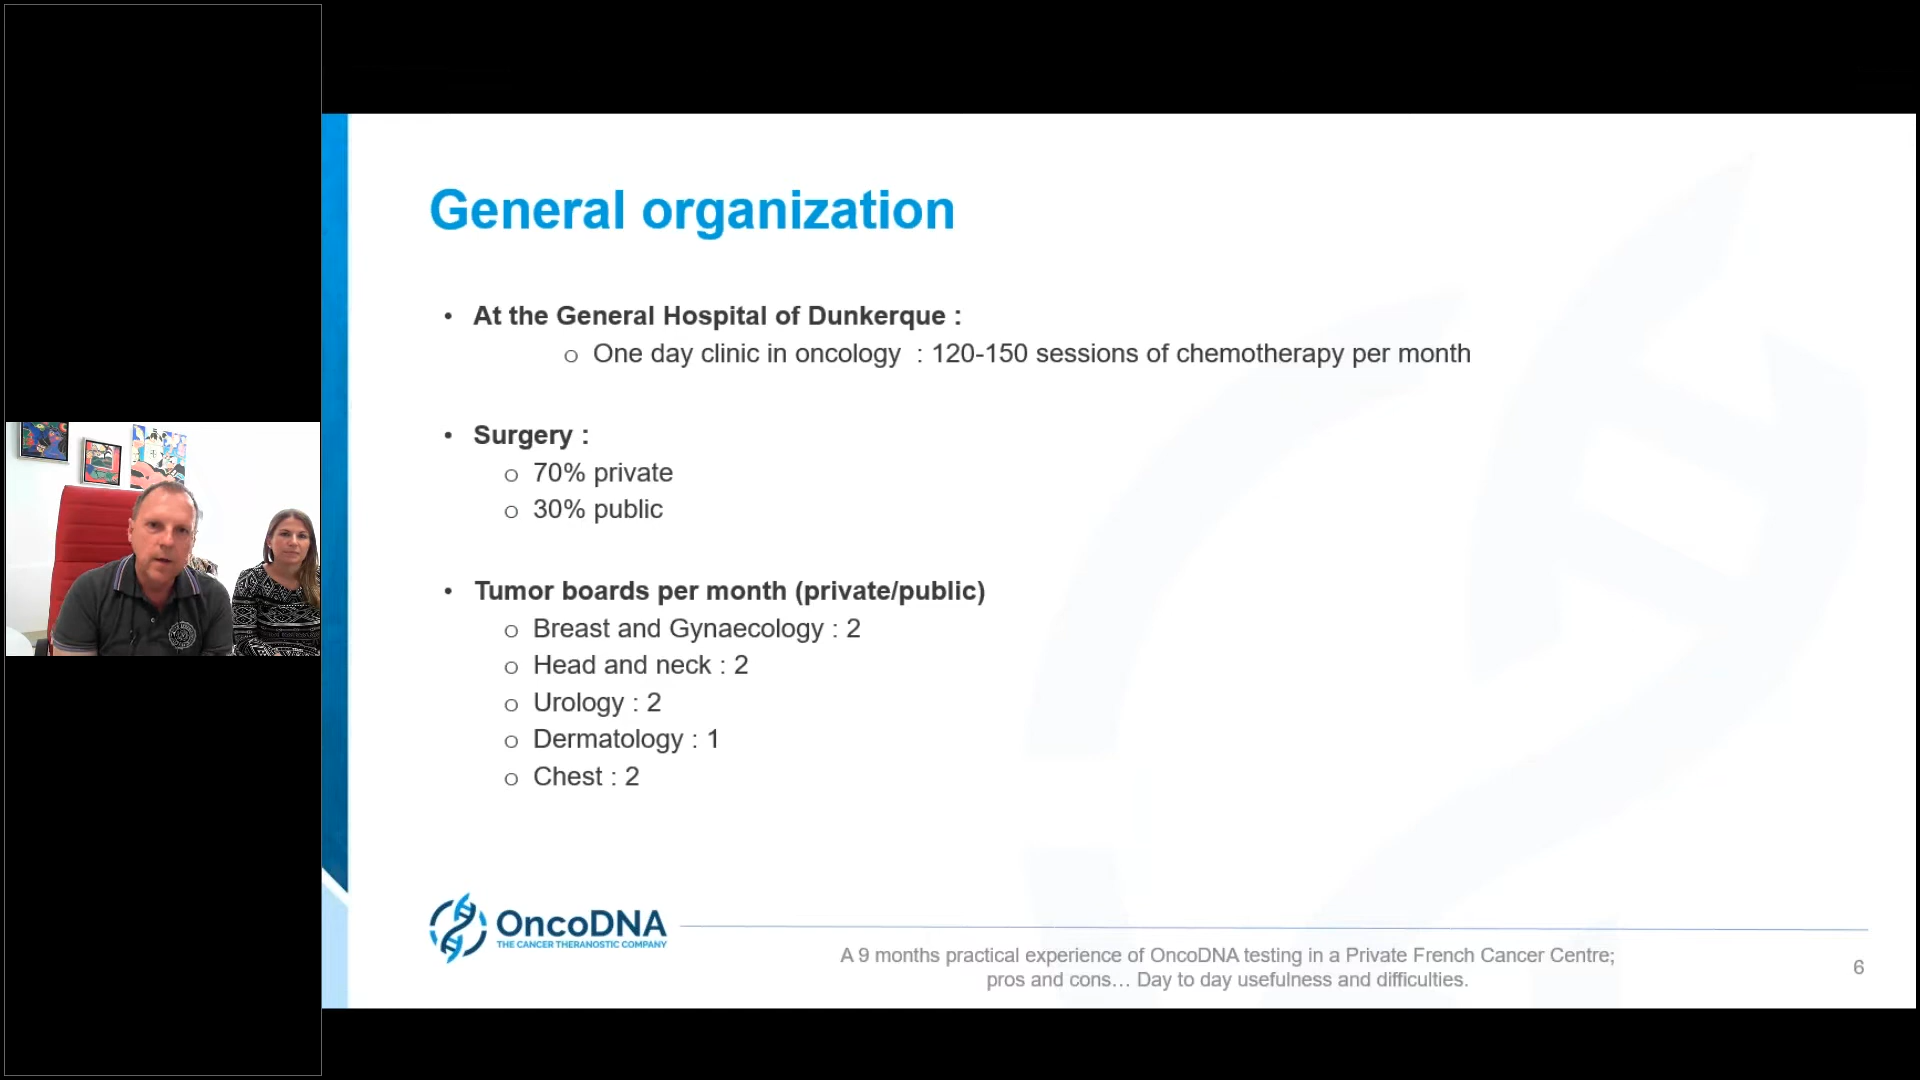 General organization
• At the General Hospital of Dunkerque :
o One day clinic in oncology : 120-150 sessions of chemotherapy per month
• Surgery :
o 70% private
o 30% public
• Tumor boards per month (private/public)
o Breast and Gynaecology : 2
o Head and neck : 2
o Urology : 2
o Dermatology : 1
o Chest : 2
OncoDNA
THE CANCER THERANOSTIC COMPANY
A 9 months practical experience of OncoDNA testing in a Private French Cancer Centre;
pros and cons… Day to day usefulness and difficulties.
6